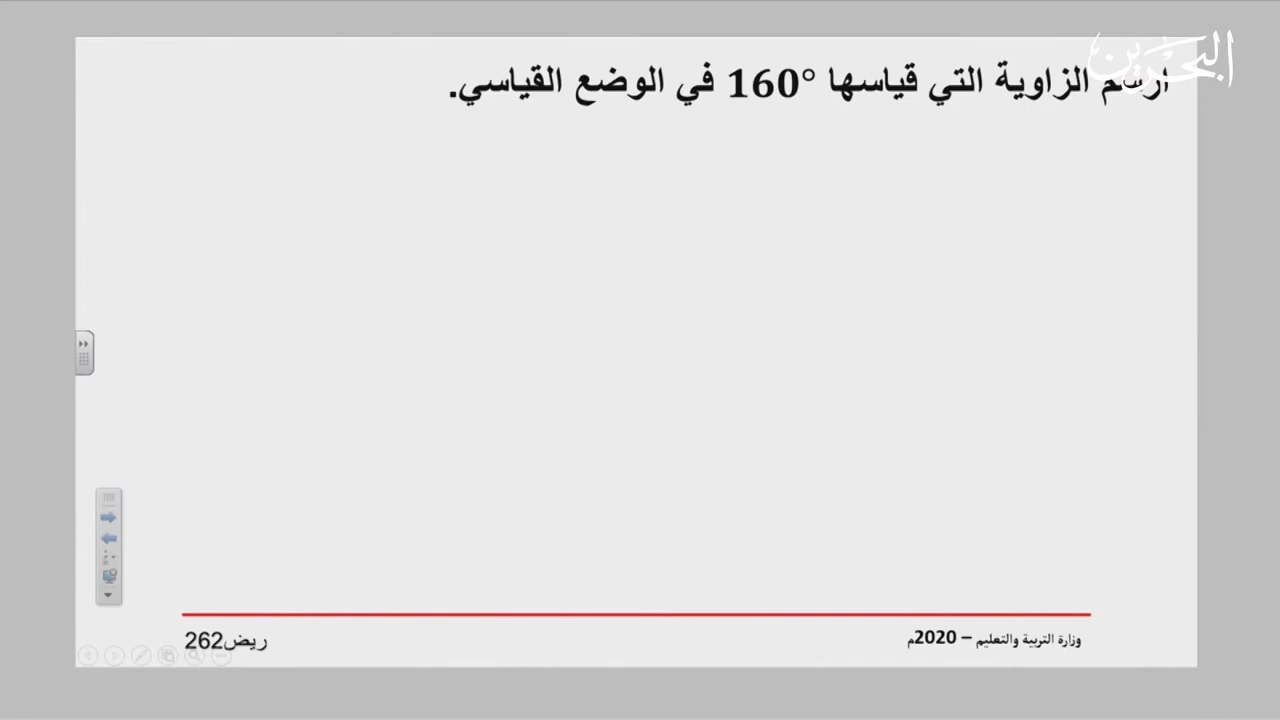 البحرين
ارسم الزاوية التي قياسها °160 في الوضع القياسي.
وزارة التربية والتعليم – 2020م
ريض262